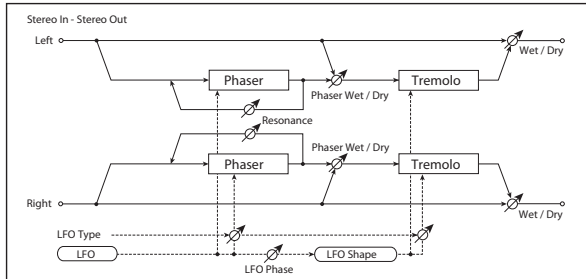 Stereo In - Stereo Out
Left
Wet / Dry
Phaser
Tremolo
Phaser Wet / Dry
Resonance
Phaser Wet / Dry
Phaser
Tremolo
Right
Wet / Dry
LFO Type
LFO
LFO Shape
LFO Phase